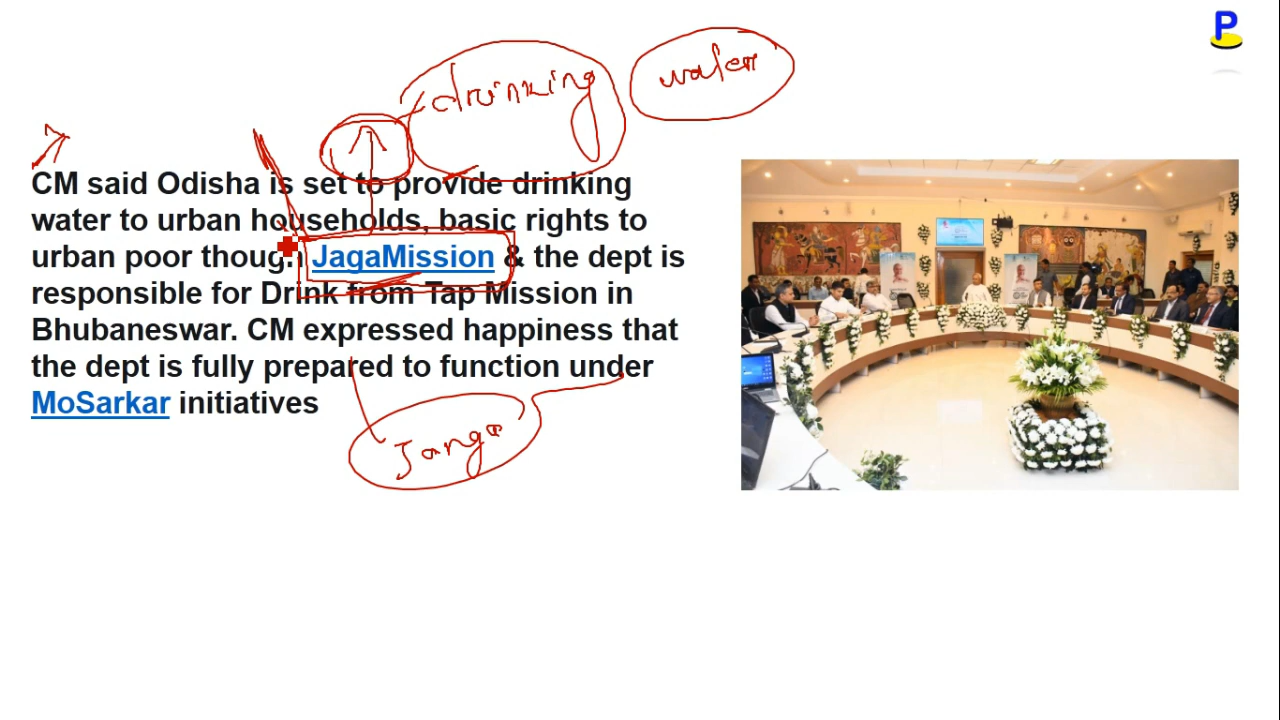 P
drinking water
CM said Odisha is set to provide drinking
water to urban households, basic rights to
urban poor though JagaMission & the dept is
responsible for Drink from Tap Mission in
Bhubaneswar. CM expressed happiness that
the dept is fully prepared to function under
MoSarkar initiatives
Janga